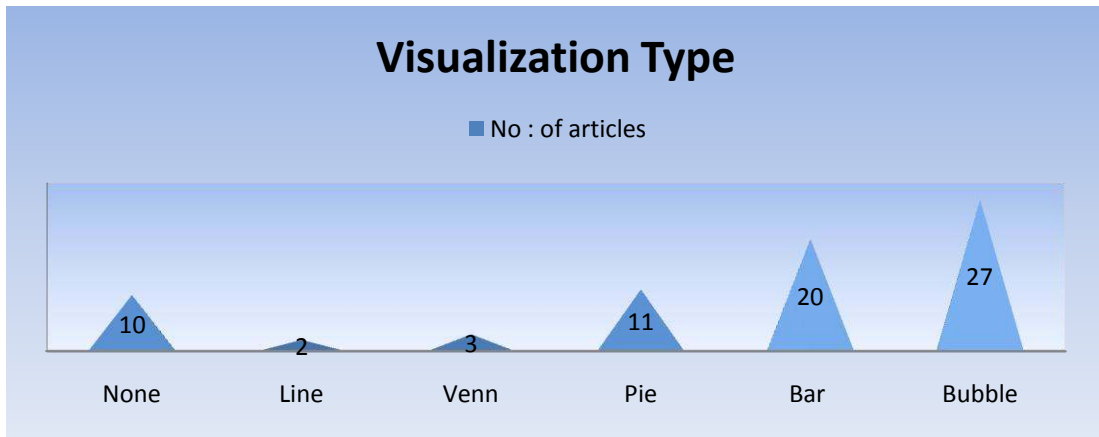 Visualization Type
No : of articles
10
2
3
11
20
27
None
Line
Venn
Pie
Bar
Bubble